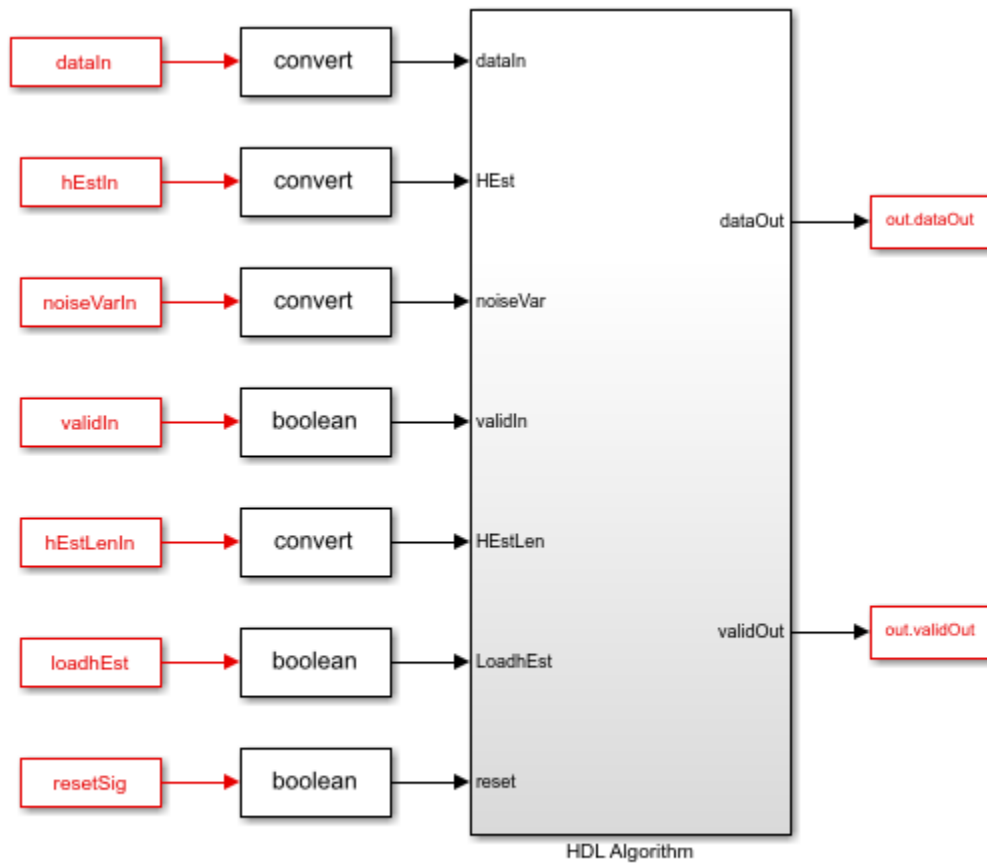 dataIn
convert
dataIn
hEstIn
convert
HEst
dataOut
out.dataOut
noiseVarIn
convert
noiseVar
validIn
boolean
validIn
hEstLenIn
convert
HEstLen
validOut
out.validOut
loadhEst
boolean
LoadhEst
resetSig
boolean
reset
HDL Algorithm